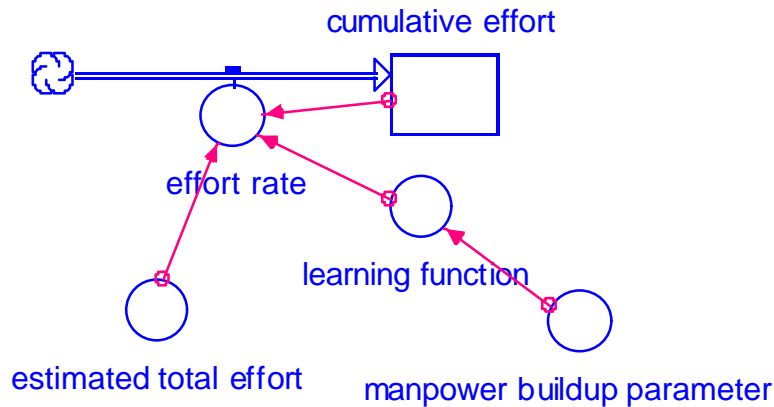 cumulative effort
effort rate
learning function
estimated total effort
manpower buildup parameter